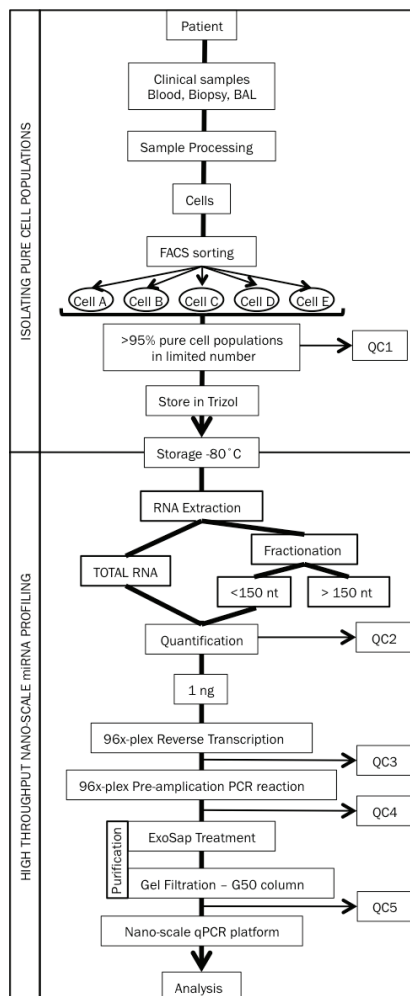 Patient
Clinical samples
Blood, Biopsy, BAL
Sample Processing
Cells
FACS sorting
Cell A
Cell B
Cell C
Cell D
Cell E
>95% pure cell populations
in limited number
QC1
Store in Trizol
ISOLATING PURE CELL POPULATIONS
Storage -80˚C
RNA Extraction
Fractionation
TOTAL RNA
<150 nt
> 150 nt
Quantification
QC2
1 ng
96x-plex Reverse Transcription
QC3
96x-plex Pre-amplication PCR reaction
QC4
ExoSap Treatment
Purification
Gel Filtration – G50 column
QC5
Nano-scale qPCR platform
Analysis
HIGH THROUGHPUT NANO-SCALE miRNA PROFILING